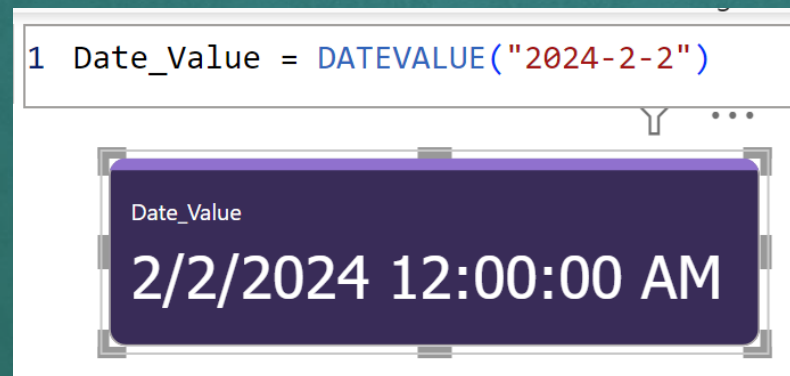 1 Date_Value = DATEVALUE("2024-2-2")
Date_Value
2/2/2024 12:00:00 AM